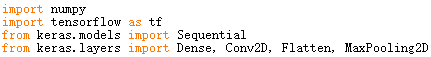 import numpy
import tensorflow as tf
from keras.models import Sequential
from keras.layers import Dense, Conv2D, Flatten, MaxPooling2D